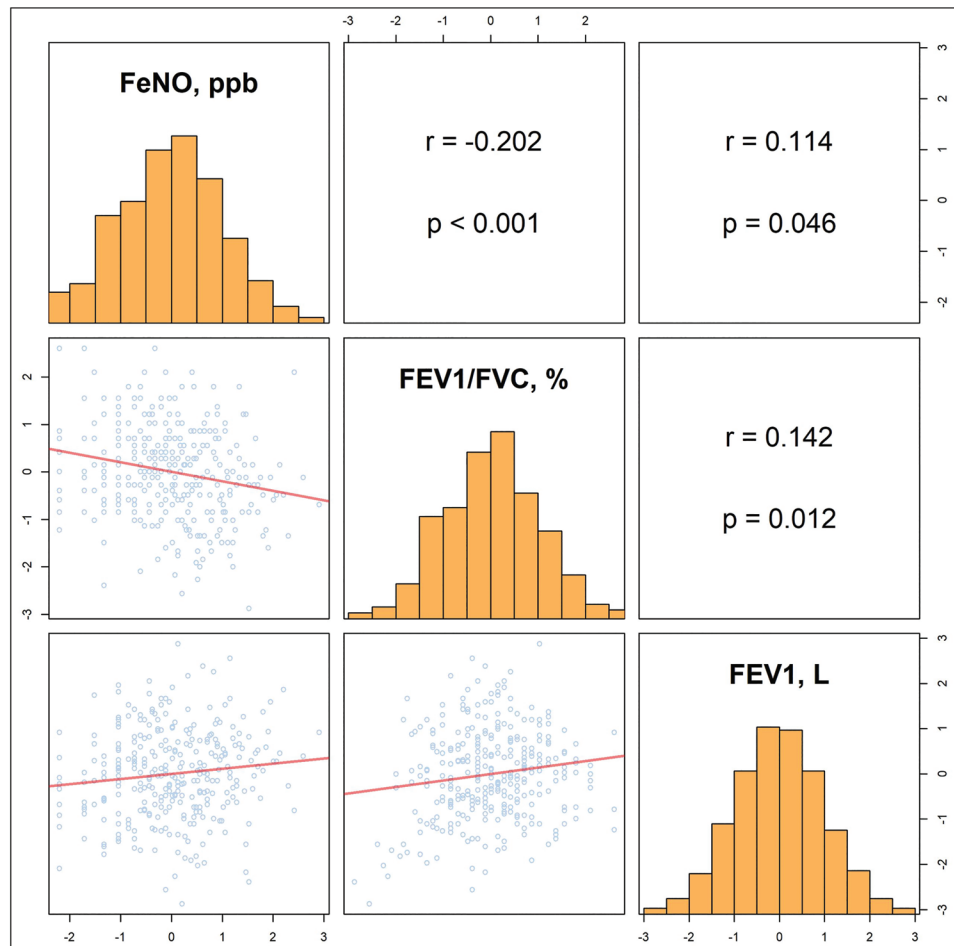 -3 -1 0 1 2
FeNO, ppb
r = -0.202
p < 0.001
r = 0.114
p = 0.046
3
2
1
0
-1
-2
2
1
0
-1
-2
-3
FEV1/FVC, %
r = 0.142
p = 0.012
FEV1, L
3
2
1
0
-1
-2
-3
-2 -1 0 1 2 3
-3 -2 -1 0 1 2 3